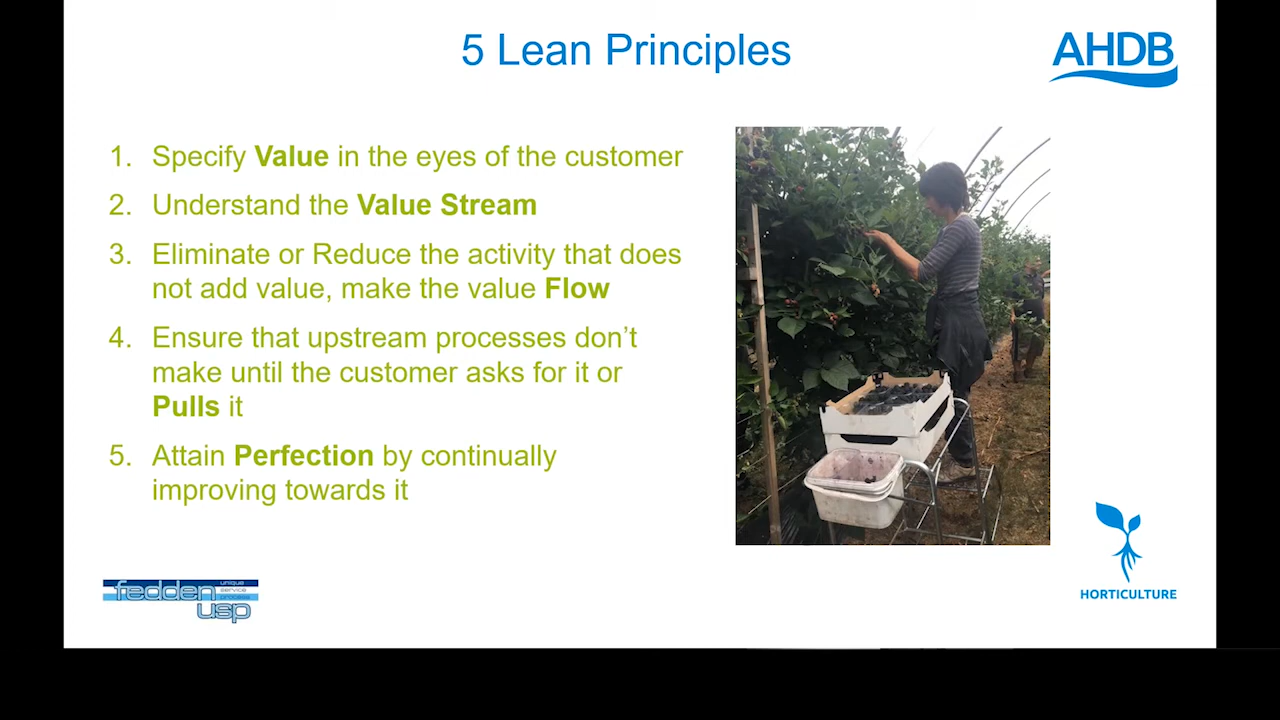 5 Lean Principles
AHDB
1. Specify Value in the eyes of the customer
2. Understand the Value Stream
3. Eliminate or Reduce the activity that does
not add value, make the value Flow
4. Ensure that upstream processes don’t
make until the customer asks for it or
Pulls it
5. Attain Perfection by continually
improving towards it
fedden
unique
service
process
usp
HORTICULTURE